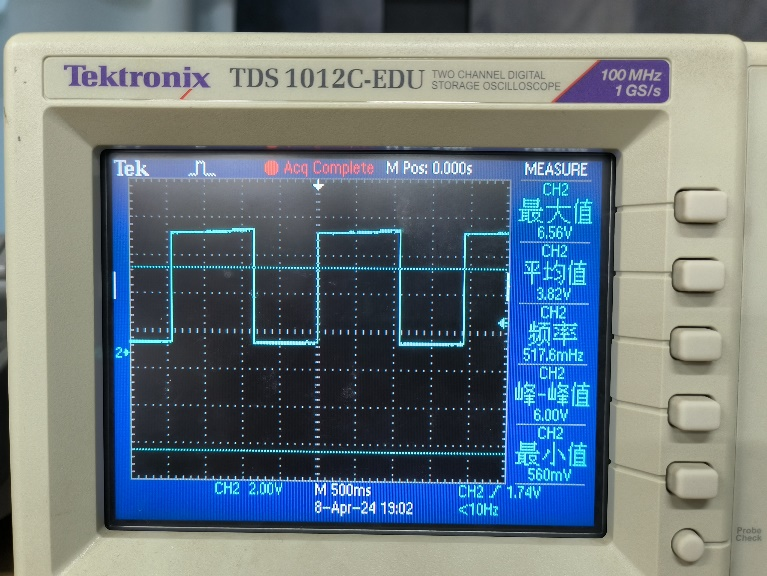 Tektronix TDS 1012C-EDU TWO CHANNEL DIGITAL
STORAGE OSCILLOSCOPE
100 MHz
1 GS/s
Tek Acq Complete M Pos: 0.000s MEASURE
CH2
最大值
6.56V
CH2
平均值
3.82V
CH2
频率
517.6mHz
CH2
峰-峰值
6.00V
CH2
最小值
560mV
2
CH2 2.00V M 500ms CH2 1.74V
8-Apr-24 19:02 <10Hz
Probe
Check